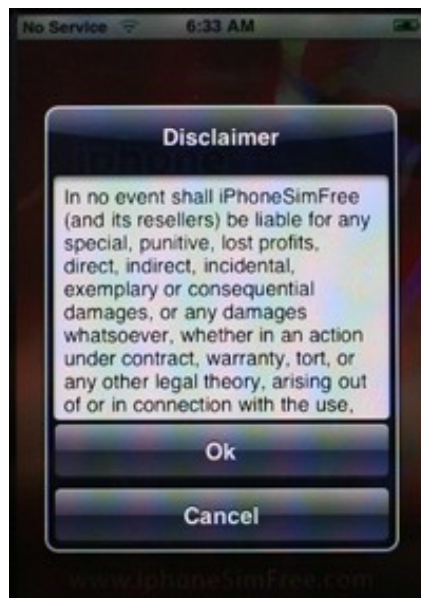 No Service 6:33 AM
Disclaimer
In no event shall iPhoneSimFree
(and its resellers) be liable for any
special, punitive, lost profits,
direct, indirect, incidental,
exemplary or consequential
damages, or any damages
whatsoever, whether in an action
under contract, warranty, tort, or
any other legal theory, arising out
of or in connection with the use,
Ok
Cancel
www.iphoneSimFree.com